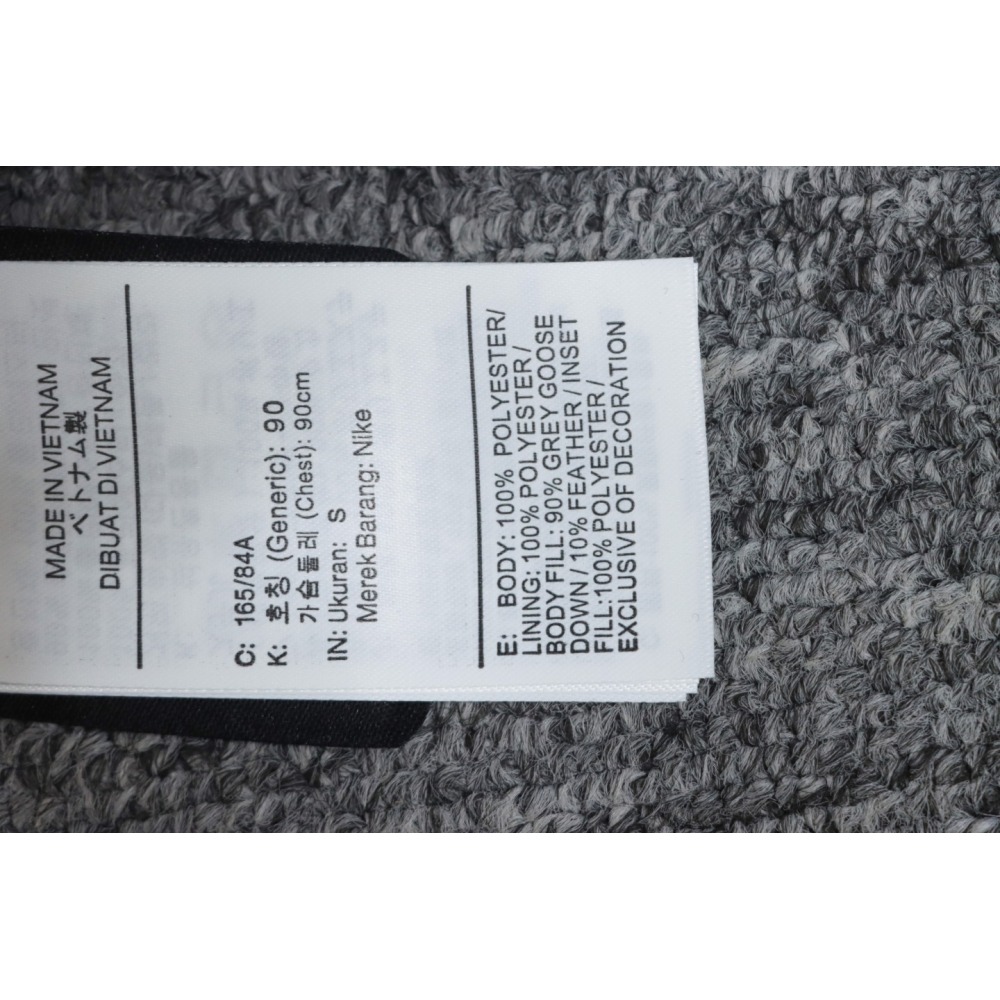 MADE IN VIETNAM
ベトナム製
DIBUAT DI VIETNAM
C: 165/84A
K: 호칭 (Generic): 90
가슴둘레 (Chest): 90cm
IN: Ukuran: S
Merek Barang: Nike
E: BODY: 100% POLYESTER/
LINING: 100% POLYESTER/
BODY FILL: 90% GREY GOOSE
DOWN / 10% FEATHER / INSET
FILL:100% POLYESTER/
EXCLUSIVE OF DECORATION